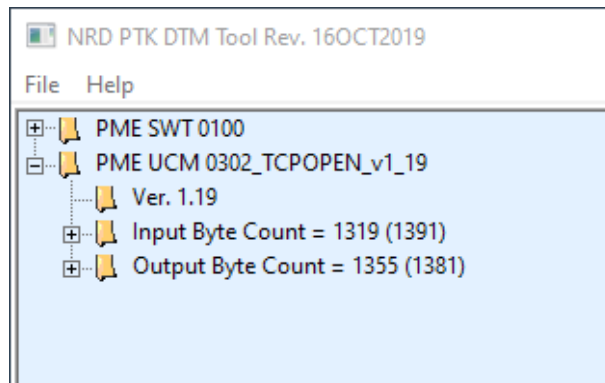 NRD PTK DTM Tool Rev. 16OCT2019
File Help
PME SWT 0100
PME UCM 0302_TCPOPEN_v1_19
Ver. 1.19
Input Byte Count = 1319 (1391)
Output Byte Count = 1355 (1381)